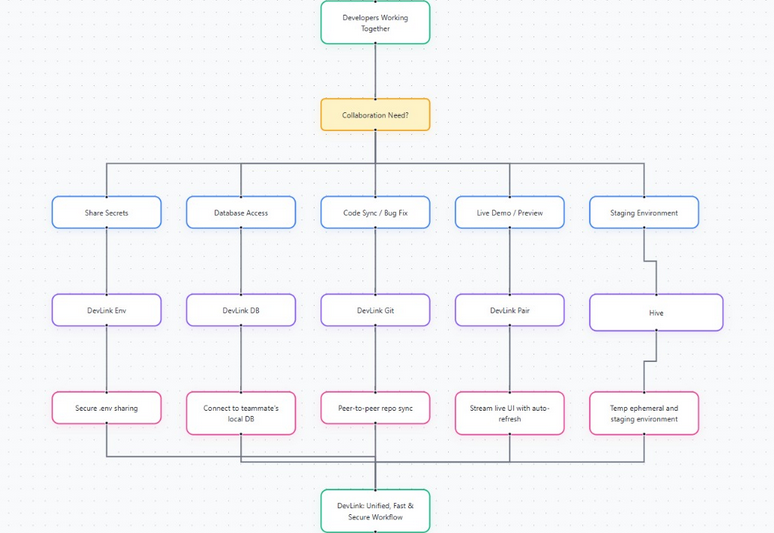 Developers Working
Together
Collaboration Need?
Share Secrets
Database Access
Code Sync / Bug Fix
Live Demo / Preview
Staging Environment
DevLink Env
DevLink DB
DevLink Git
DevLink Pair
Hive
Secure .env sharing
Connect to teammate's
local DB
Peer-to-peer repo sync
Stream live UI with auto-
refresh
Temp ephemeral and
staging environment
DevLink: Unified, Fast &
Secure Workflow